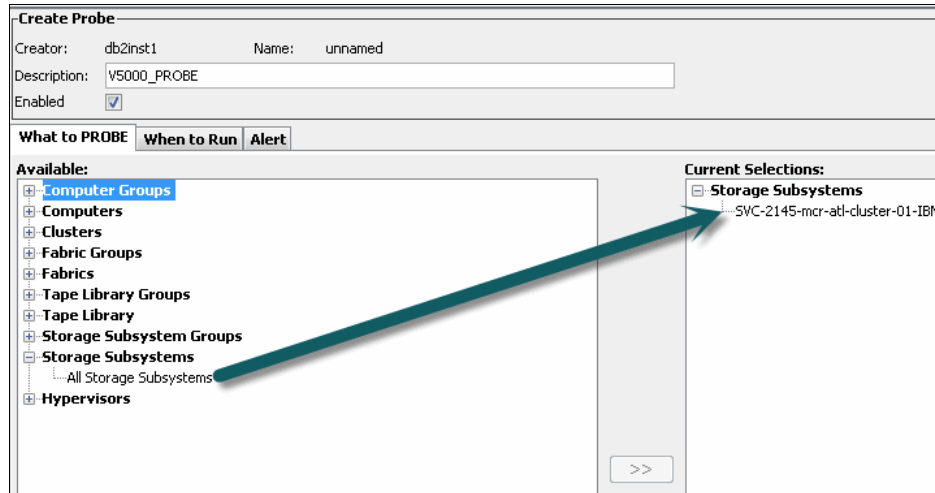 Create Probe
Creator: db2inst1 Name: unnamed
Description: V5000_PROBE
Enabled
What to PROBE When to Run Alert
Available: Current Selections:
Computer Groups Storage Subsystems
Computers SVC-2145-mcr-atl-cluster-01-IBM
Clusters
Fabric Groups
Fabrics
Tape Library Groups
Tape Library
Storage Subsystem Groups
Storage Subsystems
All Storage Subsystems
Hypervisors
>>